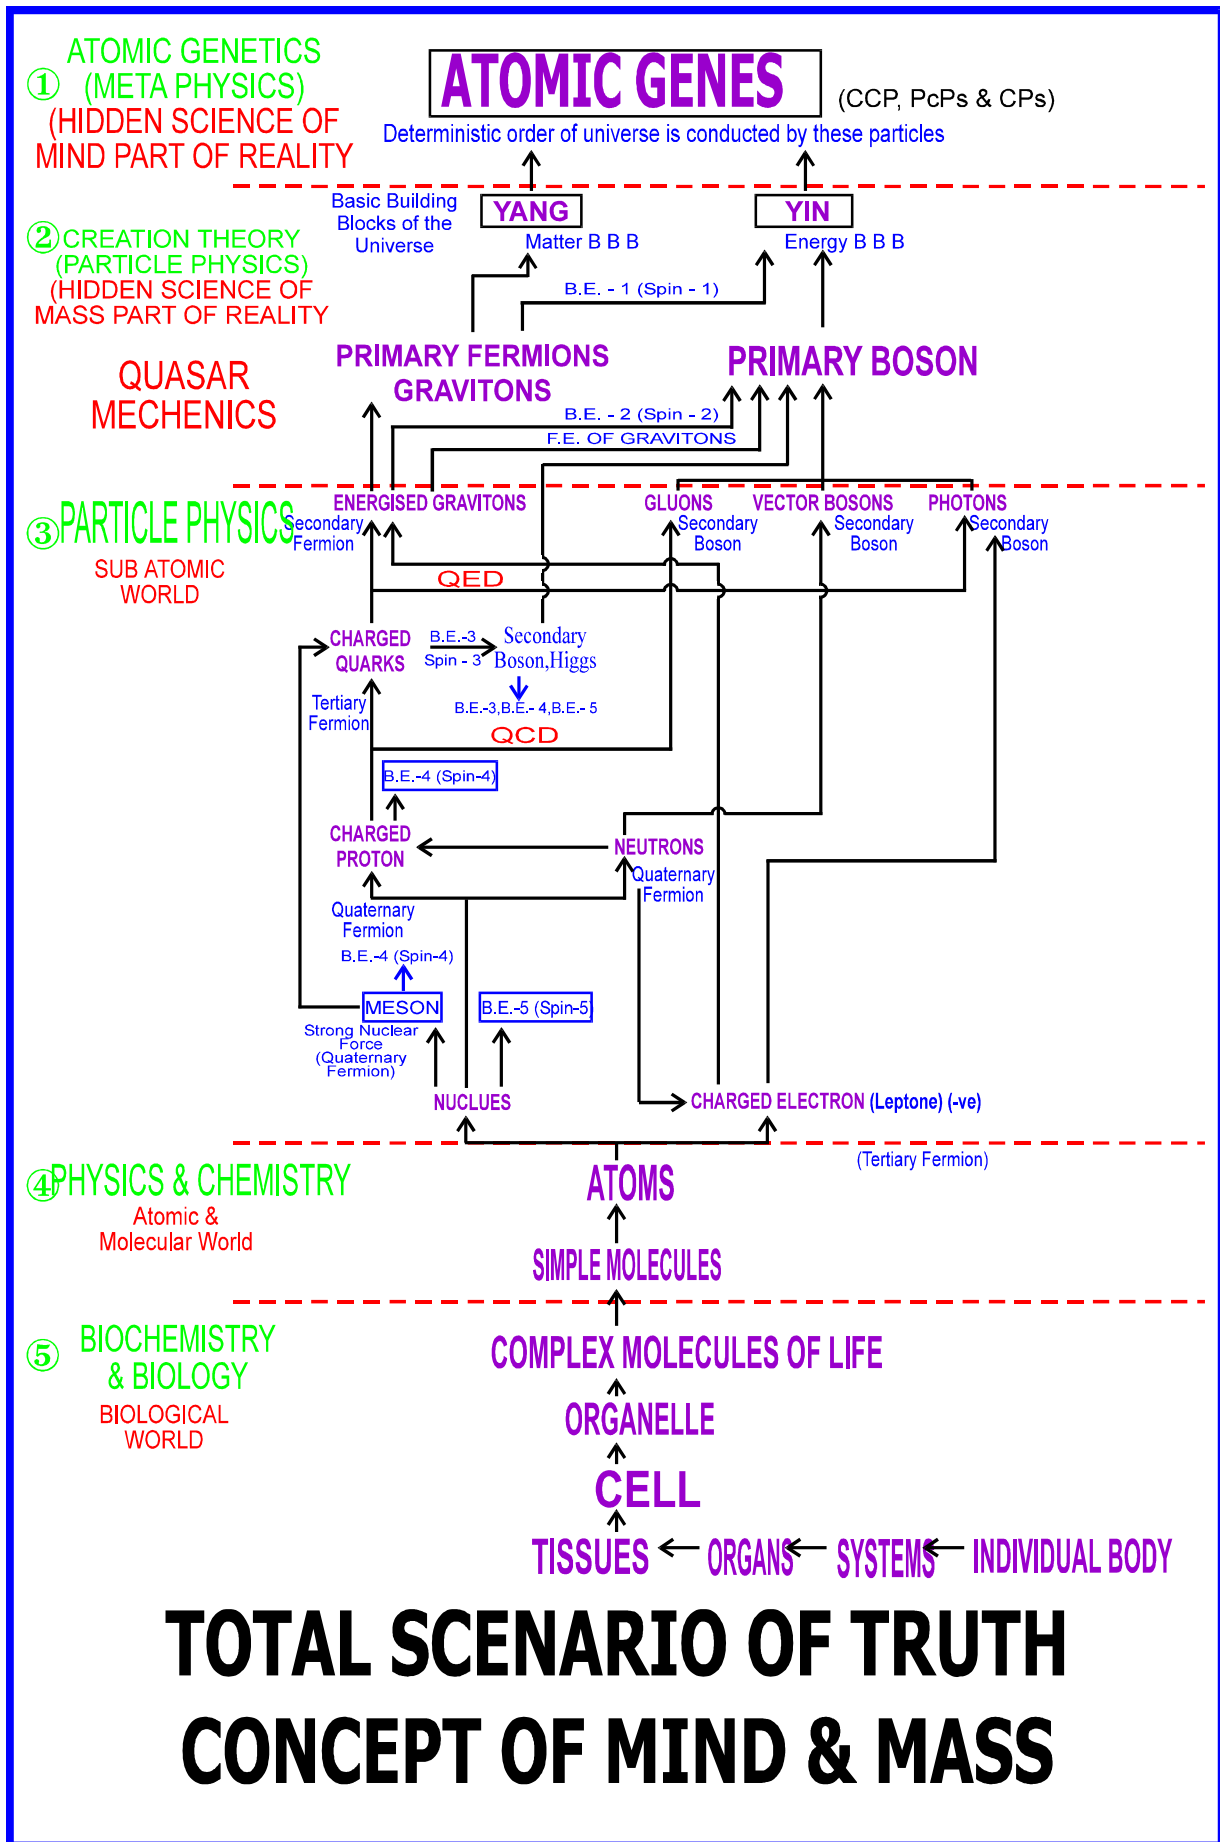 ①
ATOMIC GENETICS
(META PHYSICS)
(HIDDEN SCIENCE OF
MIND PART OF REALITY
ATOMIC GENES
(CCP, PcPs & CPs)
Deterministic order of universe is conducted by these particles
Basic Building
Blocks of the
Universe
YANG
Matter B B B
YIN
Energy B B B
②
CREATION THEORY
(PARTICLE PHYSICS)
(HIDDEN SCIENCE OF
MASS PART OF REALITY
B.E. - 1 (Spin - 1)
PRIMARY FERMIONS
GRAVITONS
PRIMARY BOSON
QUASAR
MECHENICS
B.E. - 2 (Spin - 2)
F.E. OF GRAVITONS
③
PARTICLE PHYSICS
SUB ATOMIC
WORLD
ENERGISED GRAVITONS
Secondary
Fermion
GLUONS
Secondary
Boson
VECTOR BOSONS
Secondary
Boson
PHOTONS
Secondary
Boson
QED
CHARGED
QUARKS
B.E.-3
Spin - 3
Secondary
Boson,Higgs
B.E.-3,B.E.- 4,B.E.- 5
Tertiary
Fermion
QCD
B.E.-4 (Spin-4)
CHARGED
PROTON
NEUTRONS
Quaternary
Fermion
Quaternary
Fermion
B.E.-4 (Spin-4)
MESON
B.E.-5 (Spin-5)
Strong Nuclear
Force
(Quaternary
Fermion)
NUCLUES
CHARGED ELECTRON (Leptone) (-ve)
(Tertiary Fermion)
④
PHYSICS & CHEMISTRY
Atomic &
Molecular World
ATOMS
SIMPLE MOLECULES
⑤
BIOCHEMISTRY
& BIOLOGY
BIOLOGICAL
WORLD
COMPLEX MOLECULES OF LIFE
ORGANELLE
CELL
TISSUES
ORGANS
SYSTEMS
INDIVIDUAL BODY
TOTAL SCENARIO OF TRUTH
CONCEPT OF MIND & MASS